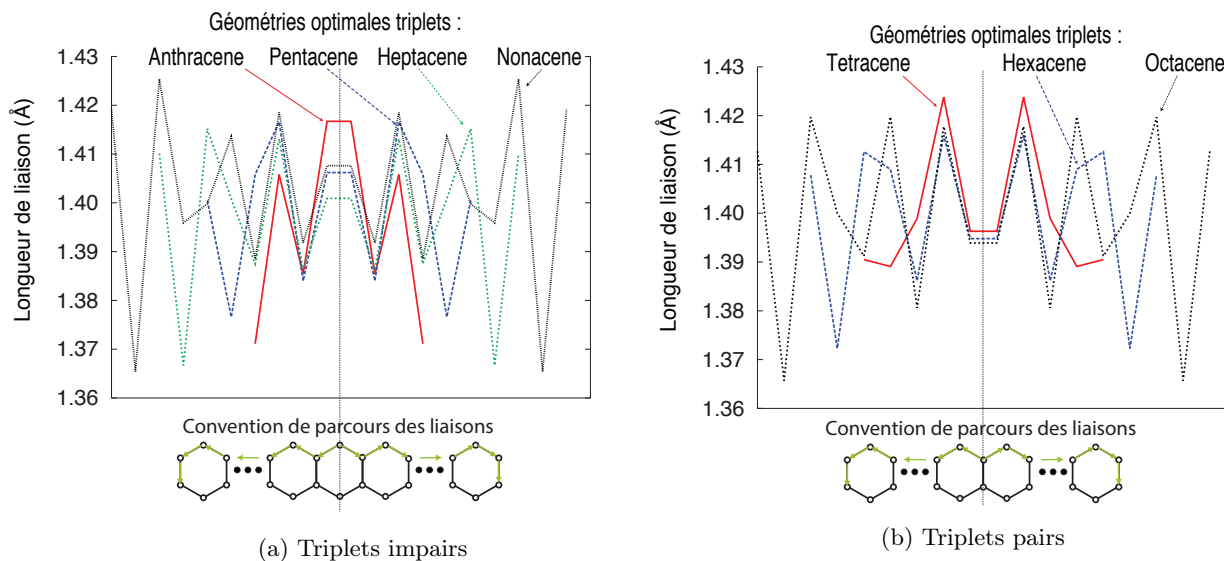 Géométries optimales triplets :
Anthracene Pentacene Heptacene Nonacene
Longueur de liaison (Å)
1.43
1.42
1.41
1.40
1.39
1.38
1.37
1.36
Convention de parcours des liaisons
(a) Triplets impairs
Géométries optimales triplets :
Tetracene Hexacene Octacene
Longueur de liaison (Å)
1.43
1.42
1.41
1.40
1.39
1.38
1.37
1.36
Convention de parcours des liaisons
(b) Triplets pairs